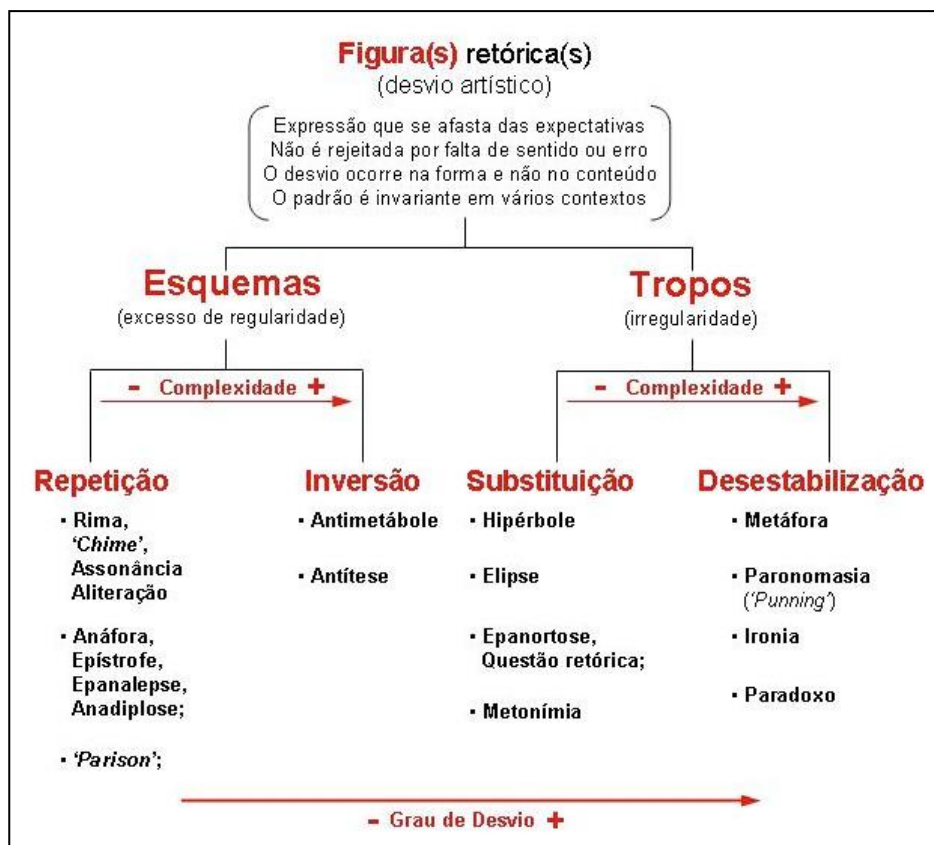 Figura(s) retórica(s)
(desvio artístico)
Expressão que se afasta das expectativas
Não é rejeitada por falta de sentido ou erro
O desvio ocorre na forma e não no conteúdo
O padrão é invariante em vários contextos
Esquemas
(excesso de regularidade)
Tropos
(irregularidade)
- Complexidade +
- Complexidade +
Repetição
▪ Rima,
‘Chime’,
Assonância
Aliteração
▪ Anáfora,
Epístrofe,
Epanalepse,
Anadiplose;
▪ ‘Parison’;
Inversão
▪ Antimetábole
▪ Antítese
Substituição
▪ Hipérbole
▪ Elipse
▪ Epanortose,
Questão retórica;
▪ Metonímia
Desestabilização
▪ Metáfora
▪ Paronomasia
(‘Punning’)
▪ Ironia
▪ Paradoxo
- Grau de Desvio +